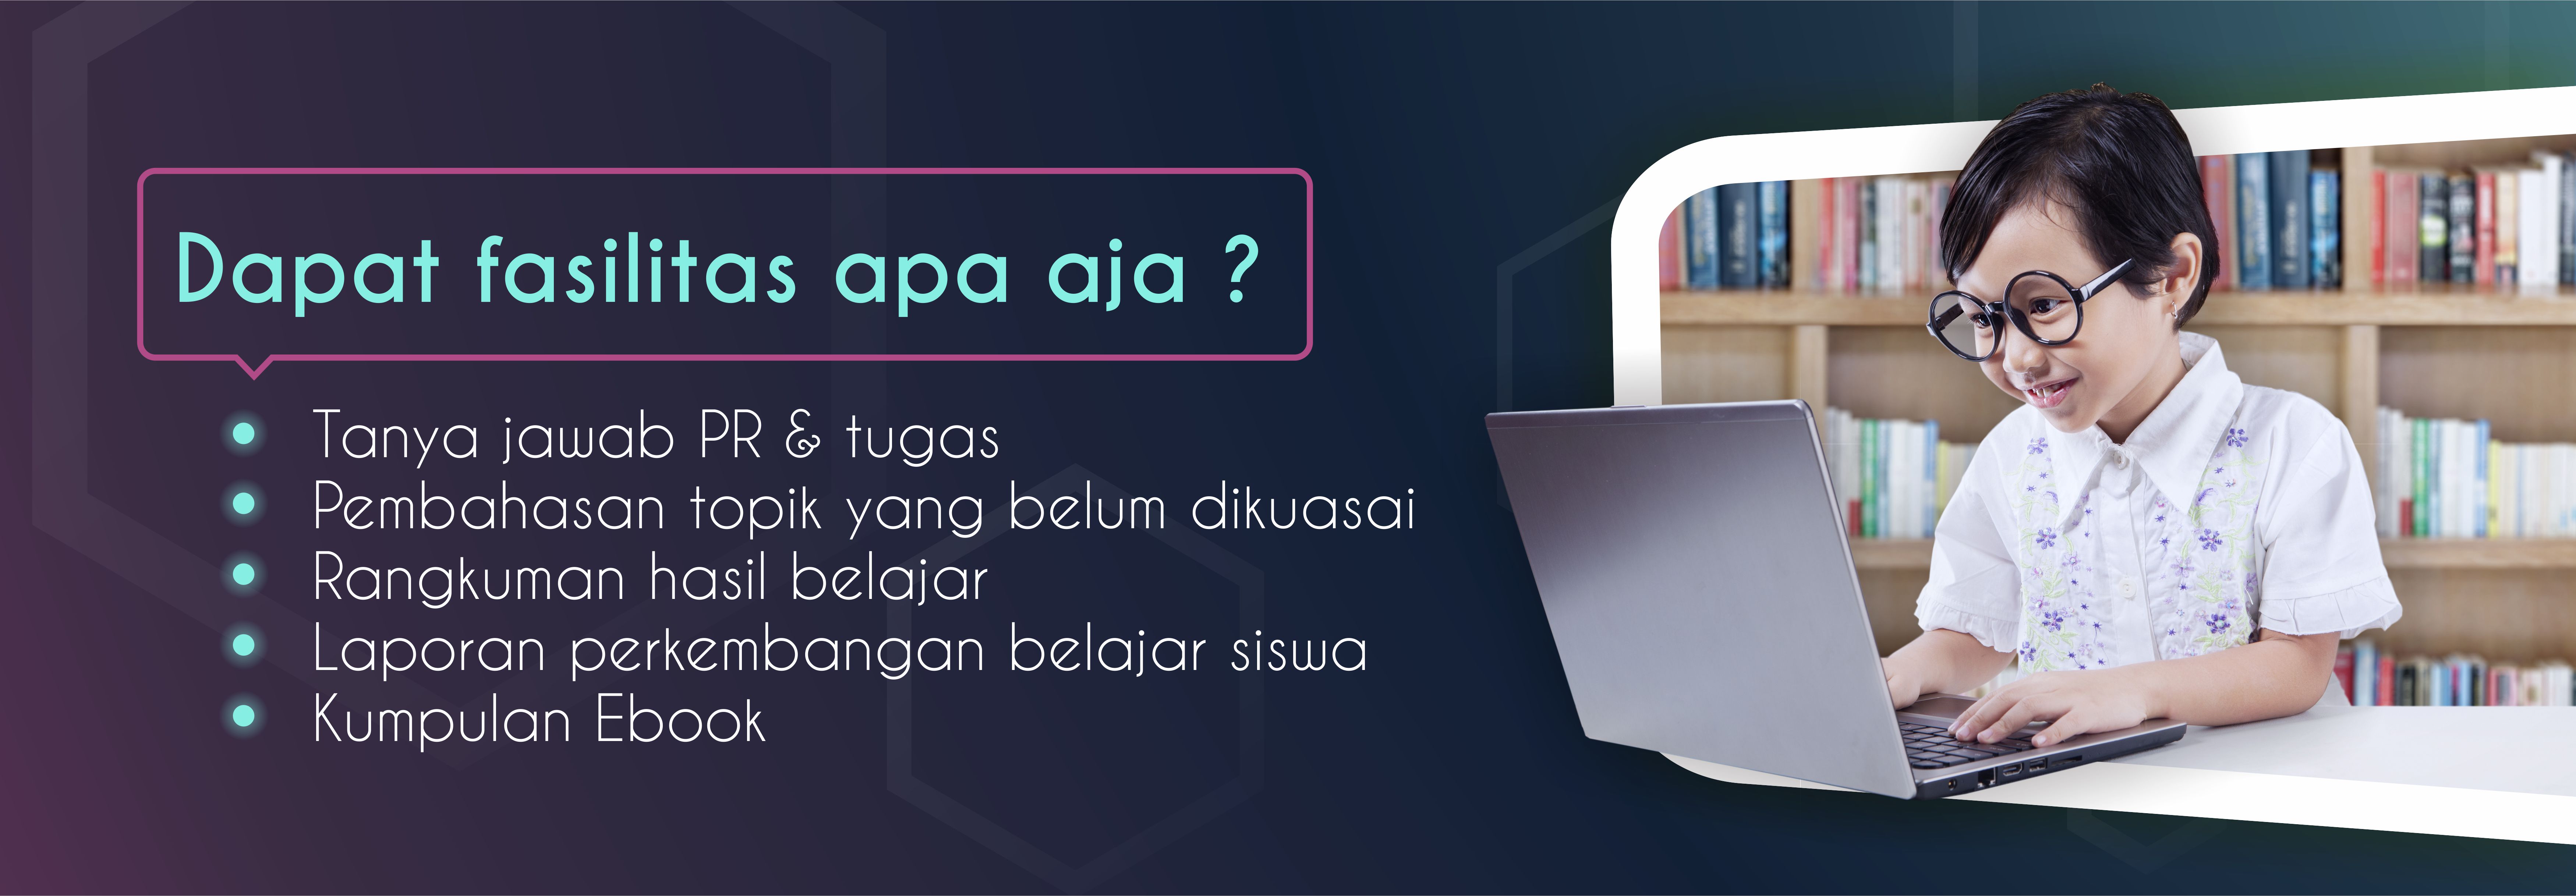 Dapat fasilitas apa aja ?
Tanya jawab PR & tugas
Pembahasan topik yang belum dikuasai
Rangkuman hasil belajar
Laporan perkembangan belajar siswa
Kumpulan Ebook